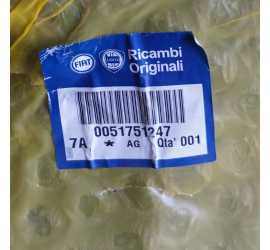 FIAT
Ricambi
Originali
0051751247
7A * AG Qta' 001